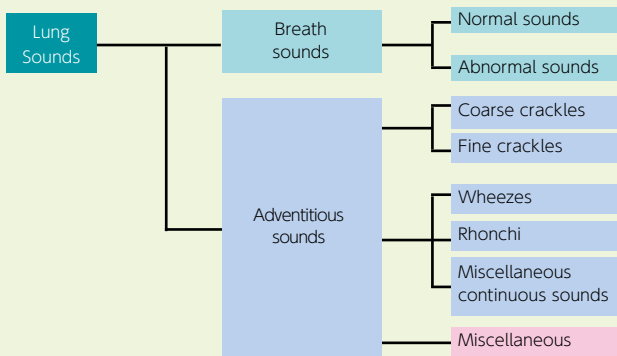 Lung
Sounds
Breath
sounds
Normal sounds
Abnormal sounds
Adventitious
sounds
Coarse crackles
Fine crackles
Wheezes
Rhonchi
Miscellaneous
continuous sounds
Miscellaneous